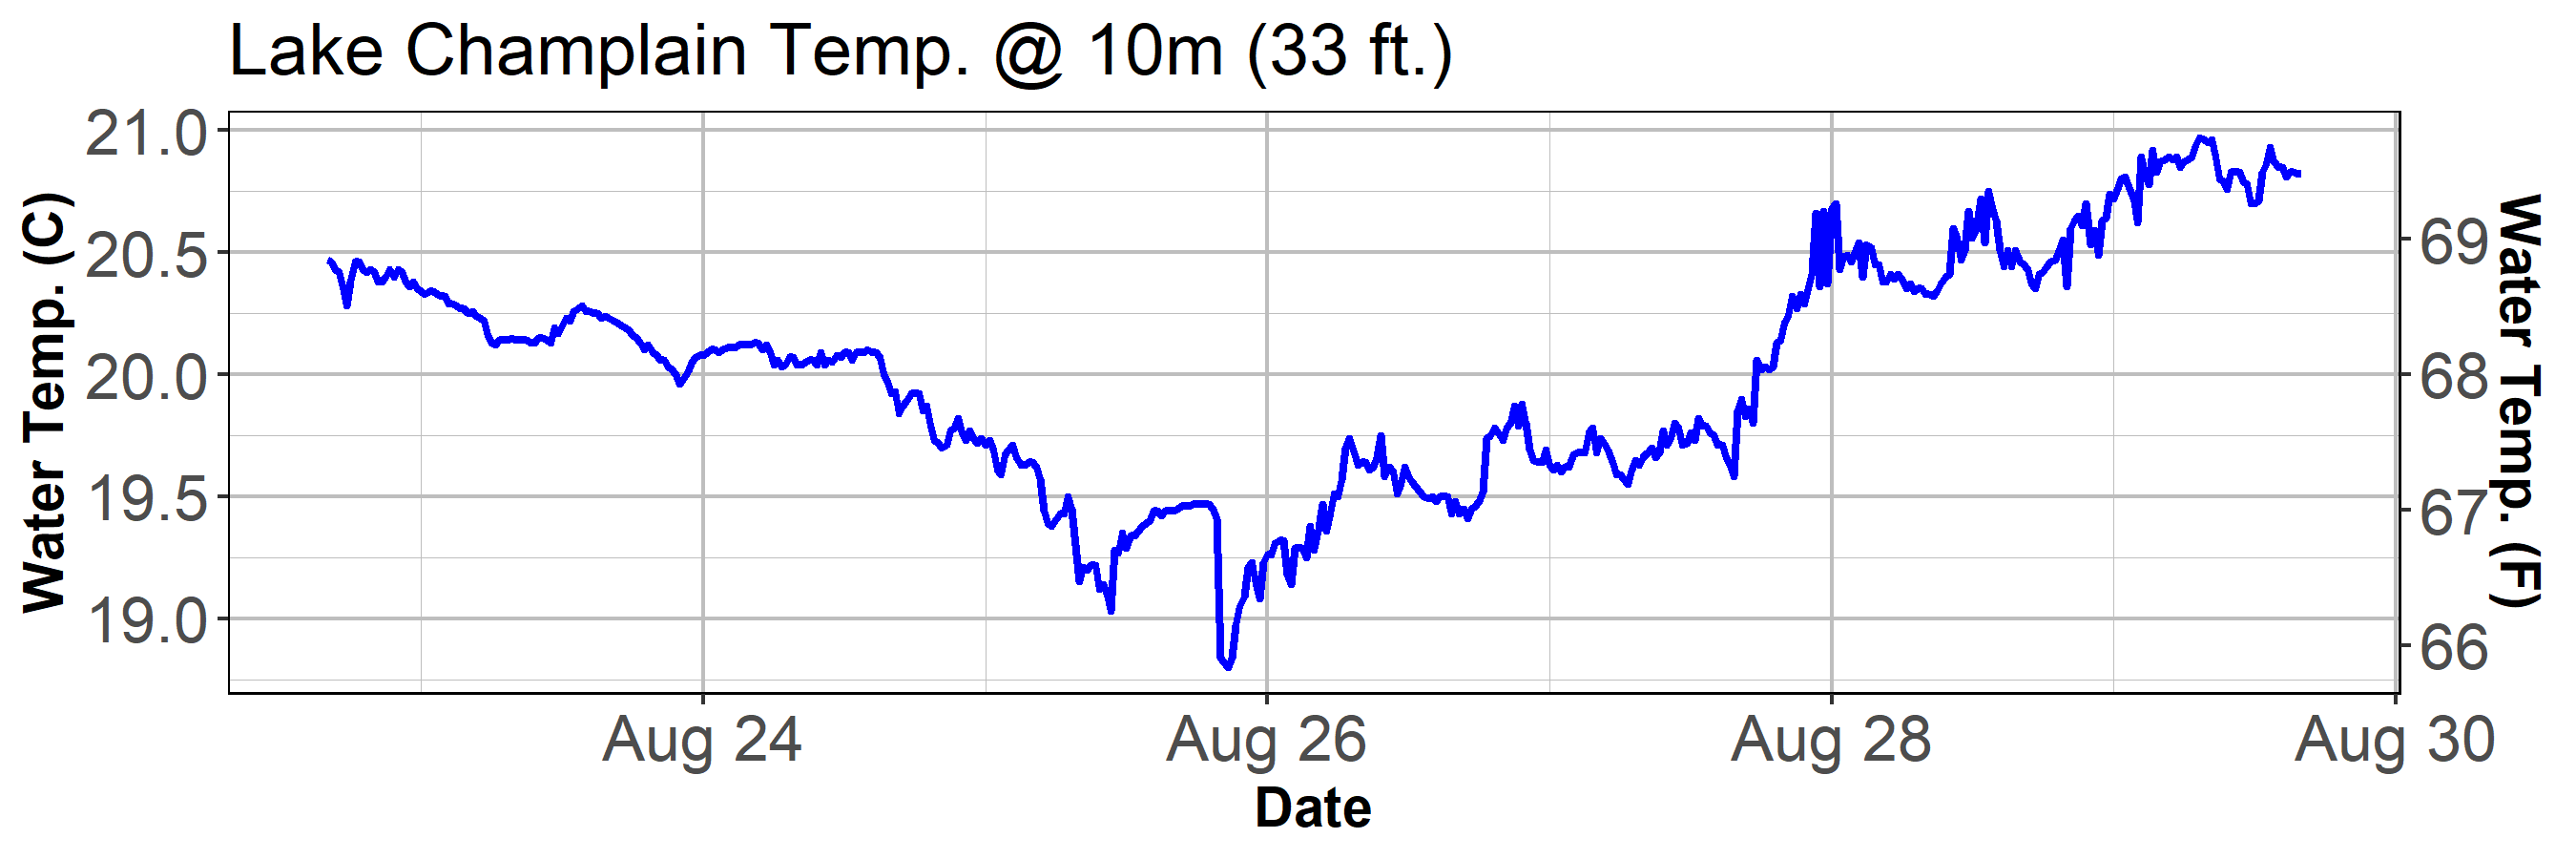 Lake Champlain Temp. @ 10m (33 ft.)
Water Temp. (C)
21.0
20.5
20.0
19.5
19.0
69
68
67
66
Water Temp. (F)
Aug 24 Aug 26 Aug 28 Aug 30
Date